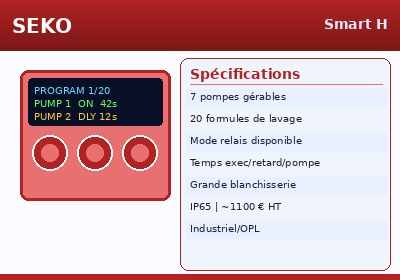 SEKO
Smart H
PROGRAM 1/20
PUMP 1  ON  42s
PUMP 2  DLY 12s
Spécifications
7 pompes gérables
20 formules de lavage
Mode relais disponible
Temps exec/retard/pompe
Grande blanchisserie
IP65 | ~1100 € HT
Industriel/OPL